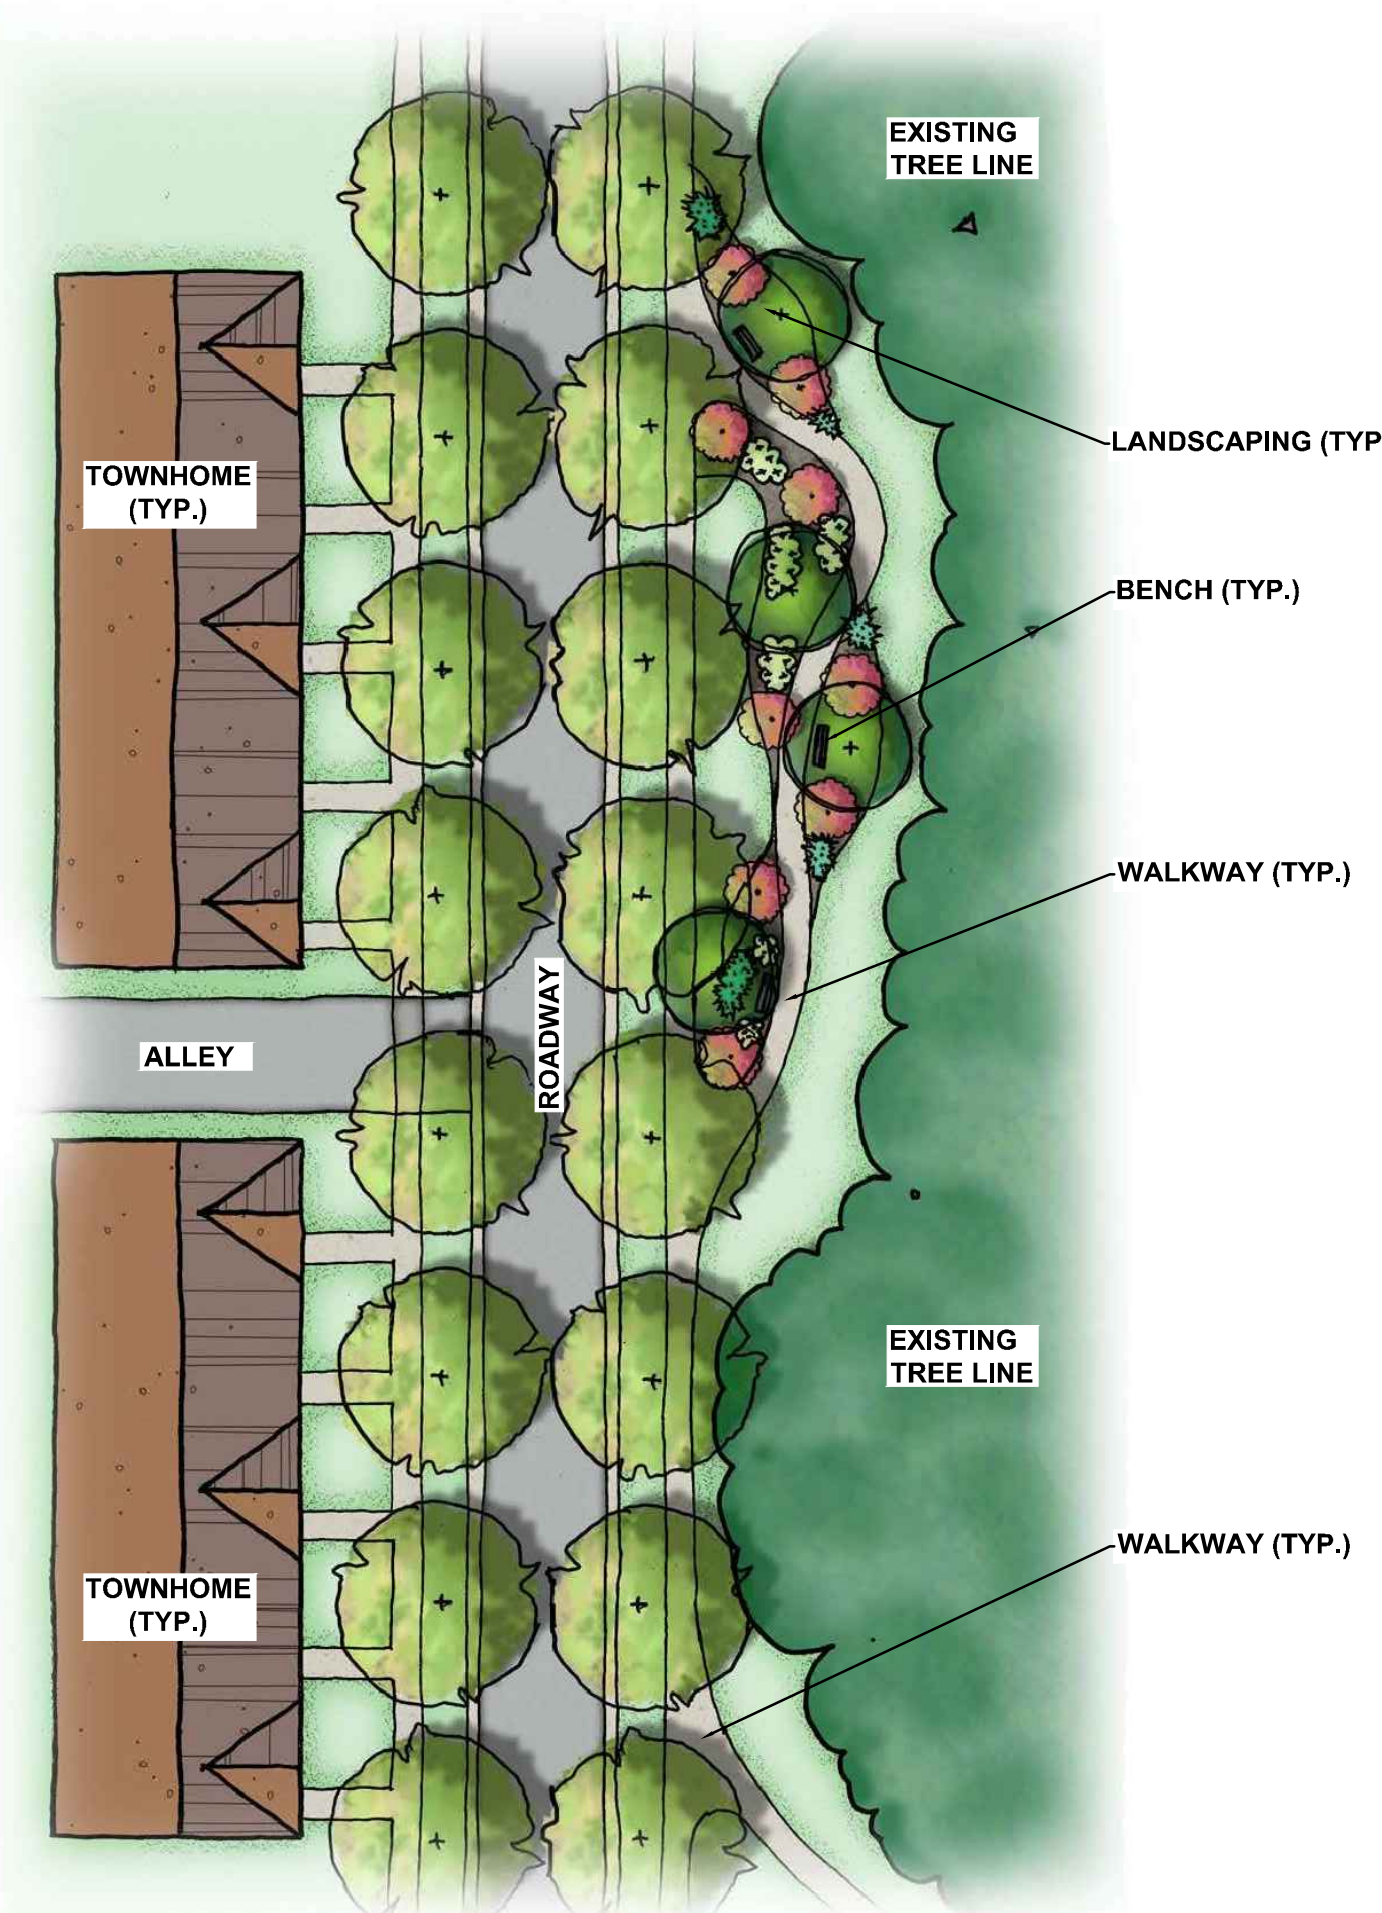 EXISTING
TREE LINE
LANDSCAPING (TYP
TOWNHOME
(TYP.)
BENCH (TYP.)
WALKWAY (TYP.)
ROADWAY
ALLEY
EXISTING
TREE LINE
WALKWAY (TYP.)
TOWNHOME
(TYP.)